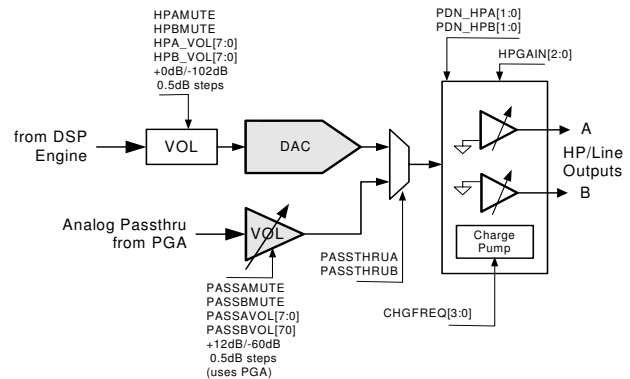 HPAMUTE
HPBMUTE
HPA_VOL[7:0]
HPB_VOL[7:0]
+0dB/-102dB
0.5dB steps
PDN_HPA[1:0]
PDN_HPB[1:0]
HPGAIN[2:0]
from DSP
Engine
VOL
DAC
A
HP/Line
Outputs
B
Analog Passthru
from PGA
VOL
PASSTHRUA
PASSTHRUB
Charge
Pump
PASSAMUTE
PASSBMUTE
PASSAVOL[7:0]
PASSBVOL[70]
+12dB/-60dB
0.5dB steps
(uses PGA)
CHGFREQ[3:0]